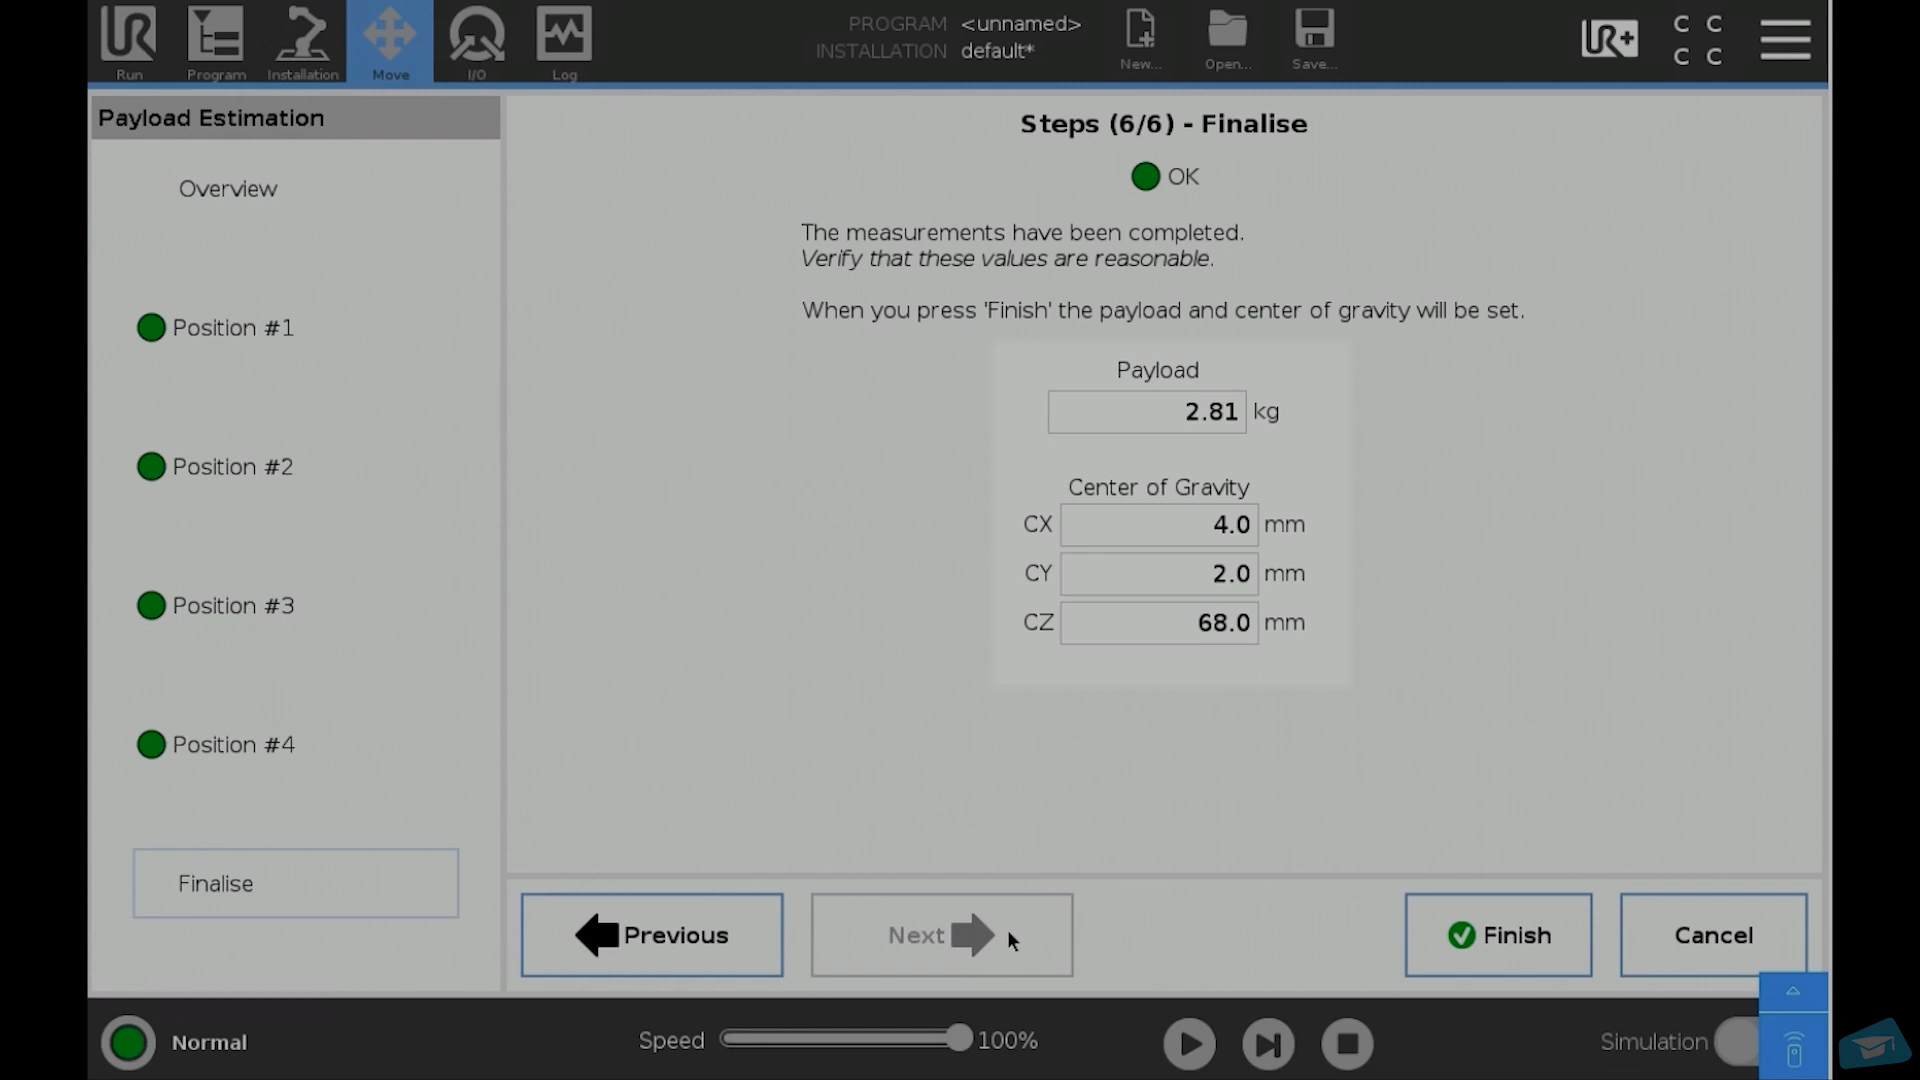 UR
Run
Program
Installation
Move
I/O
Log
PROGRAM <unnamed>
INSTALLATION default*
New...
Open...
Save...
UR+
C C
C C
Payload Estimation
Overview
Position #1
Position #2
Position #3
Position #4
Finalise
Steps (6/6) - Finalise
OK
The measurements have been completed.
Verify that these values are reasonable.
When you press 'Finish' the payload and center of gravity will be set.
Payload
2.81 kg
Center of Gravity
CX 4.0 mm
CY 2.0 mm
CZ 68.0 mm
Previous
Next
Finish
Cancel
Normal
Speed 100%
Simulation